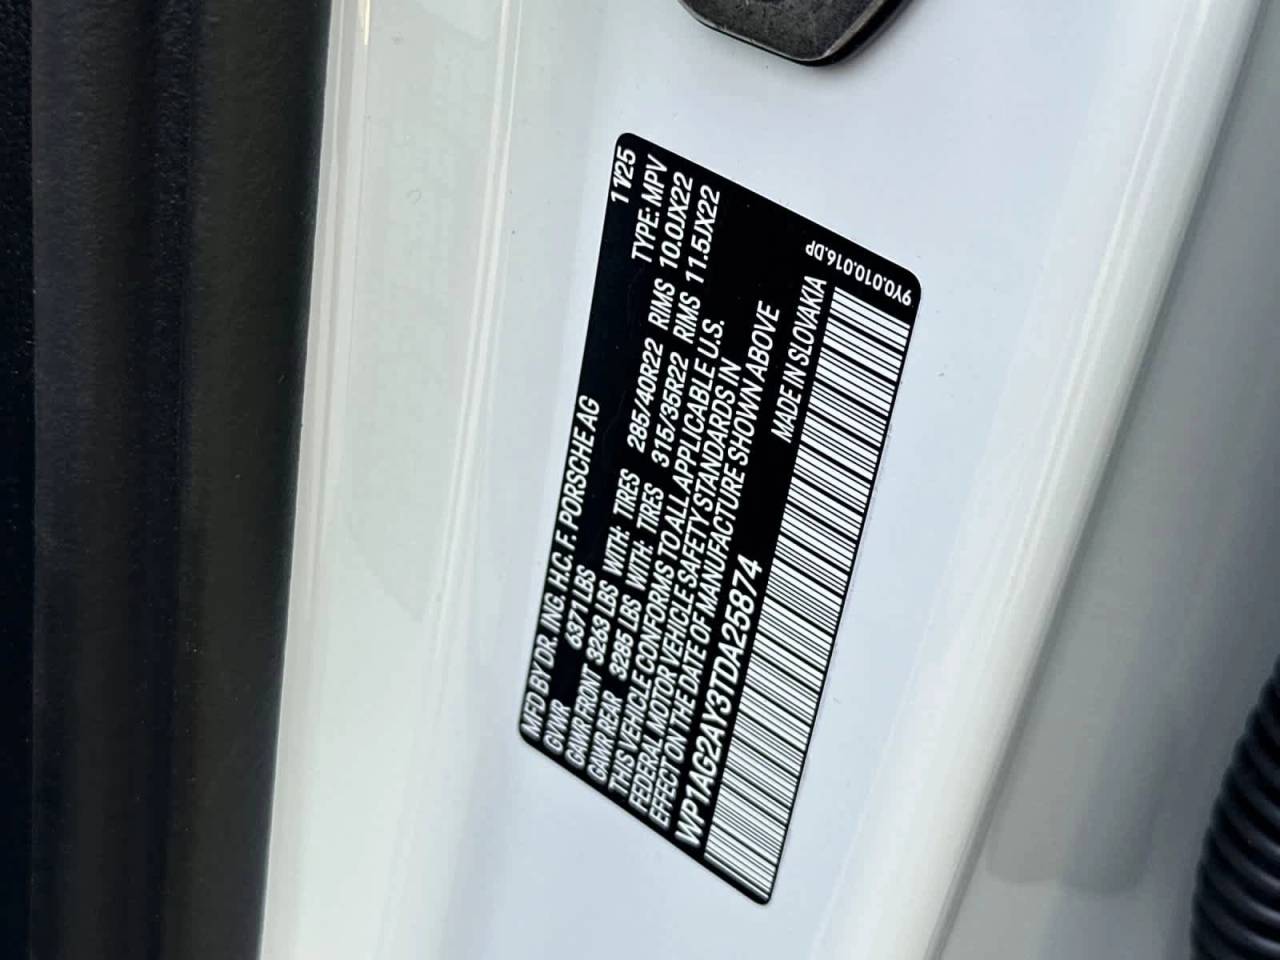 MFD BY DR. ING. H.C. F. PORSCHE AG 11/25
GVWR 6371 LBS TYPE: MPV
GAWR FRONT 3263 LBS WITH: TIRES 285/40R22 RIMS 10.0JX22
GAWR REAR 3285 LBS WITH: TIRES 315/35R22 RIMS 11.5JX22
THIS VEHICLE CONFORMS TO ALL APPLICABLE U.S.
FEDERAL MOTOR VEHICLE SAFETY STANDARDS IN
EFFECT ON THE DATE OF MANUFACTURE SHOWN ABOVE
WP1AG2AY3TDA25874 MADE IN SLOVAKIA
9Y0.010.016.DP